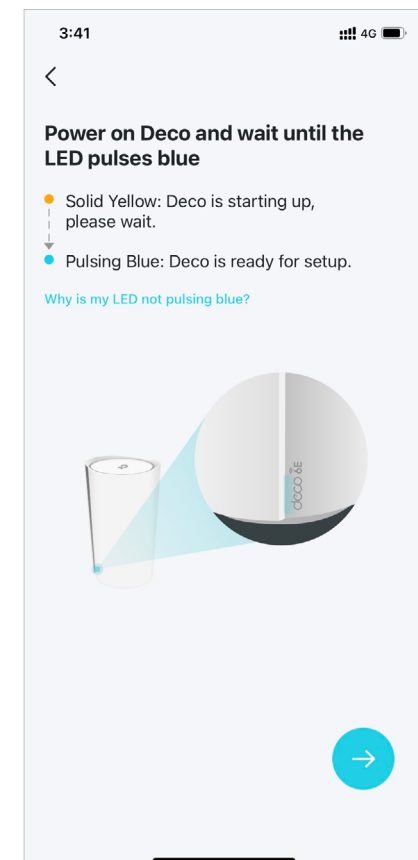 3:41
4G
Power on Deco and wait until the
LED pulses blue
Solid Yellow: Deco is starting up,
please wait.
Pulsing Blue: Deco is ready for setup.
Why is my LED not pulsing blue?
deco 6E